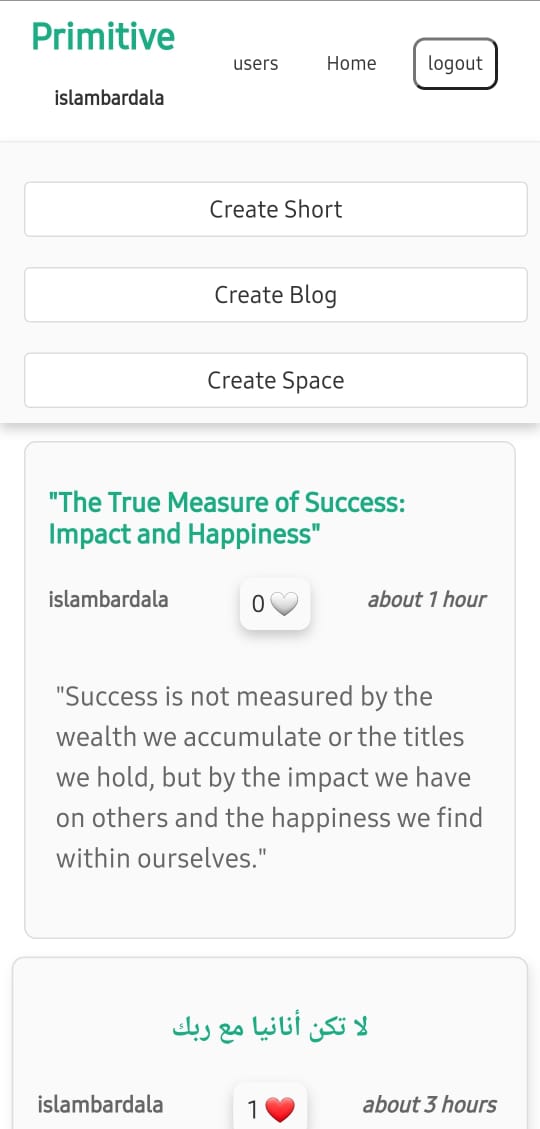 Primitive
users Home logout
islambardala
Create Short
Create Blog
Create Space
"The True Measure of Success:
Impact and Happiness"
islambardala 0🤍 about 1 hour
"Success is not measured by the
wealth we accumulate or the titles
we hold, but by the impact we have
on others and the happiness we find
within ourselves."
لا تكن أنانيا مع ربك
islambardala 1❤️ about 3 hours